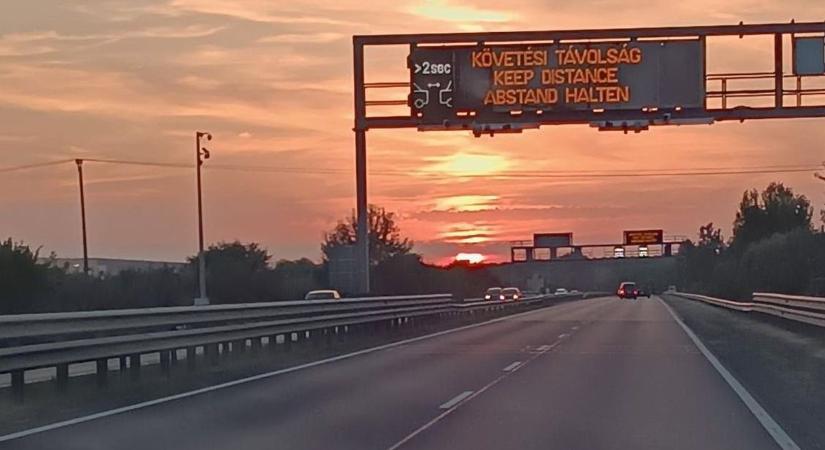 >2sec
KÖVETÉSI TÁVOLSÁG
KEEP DISTANCE
ABSTAND HALTEN